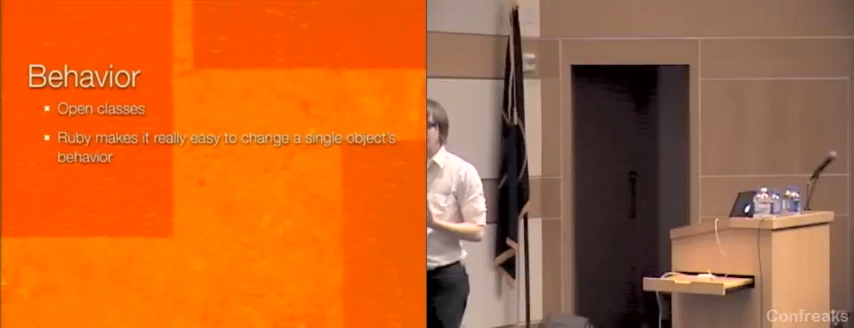 Behavior
Open classes
Ruby makes it really easy to change a single object's
behavior
Confreaks